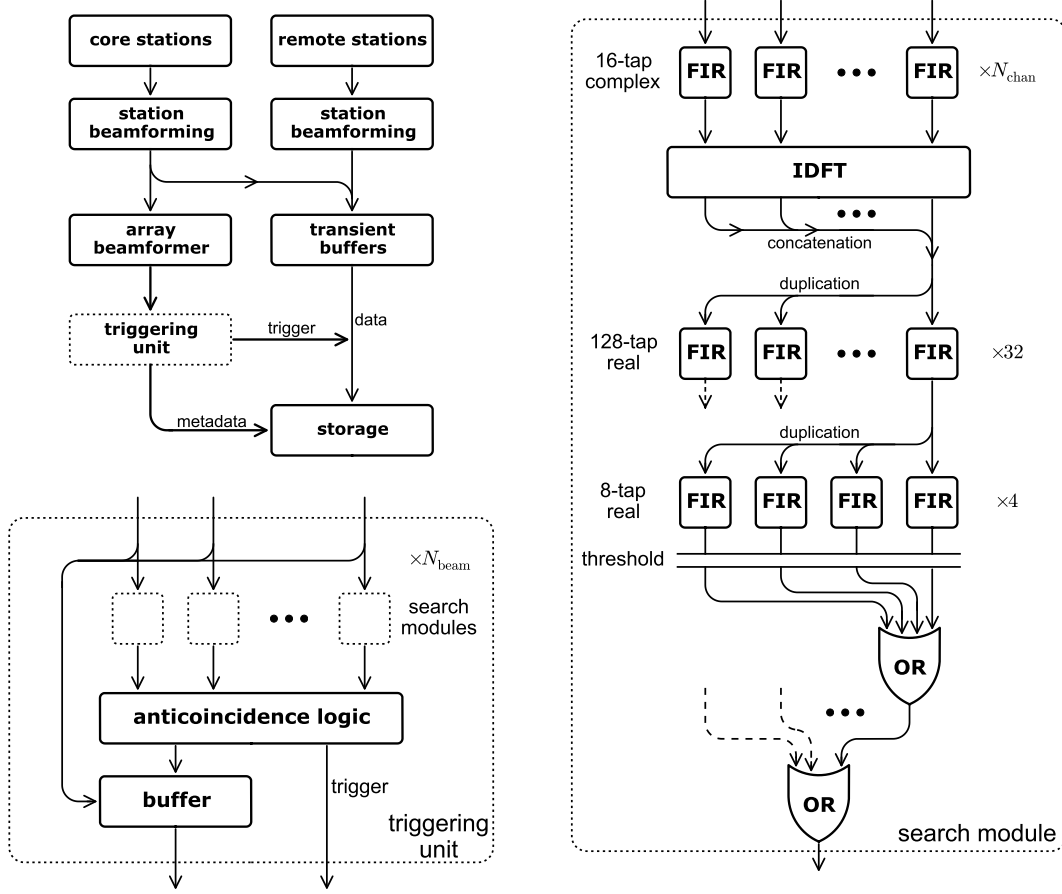 core stations
remote stations
station
beamforming
station
beamforming
array
beamformer
transient
buffers
triggering
unit
trigger
data
metadata
storage
×N_beam
search
modules
anticoincidence logic
buffer
trigger
triggering
unit
16-tap
complex
FIR
FIR
FIR
×N_chan
IDFT
concatenation
duplication
128-tap
real
FIR
FIR
FIR
×32
duplication
8-tap
real
FIR
FIR
FIR
FIR
×4
threshold
OR
OR
search module